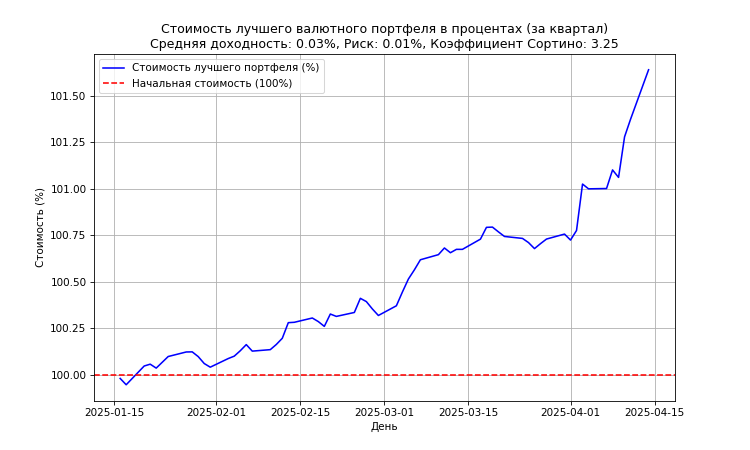 Стоимость лучшего валютного портфеля в процентах (за квартал)
Средняя доходность: 0.03%, Риск: 0.01%, Коэффициент Сортино: 3.25
Стоимость лучшего портфеля (%)
Начальная стоимость (100%)
Стоимость (%)
101.50
101.25
101.00
100.75
100.50
100.25
100.00
2025-01-15
2025-02-01
2025-02-15
2025-03-01
2025-03-15
2025-04-01
2025-04-15
День